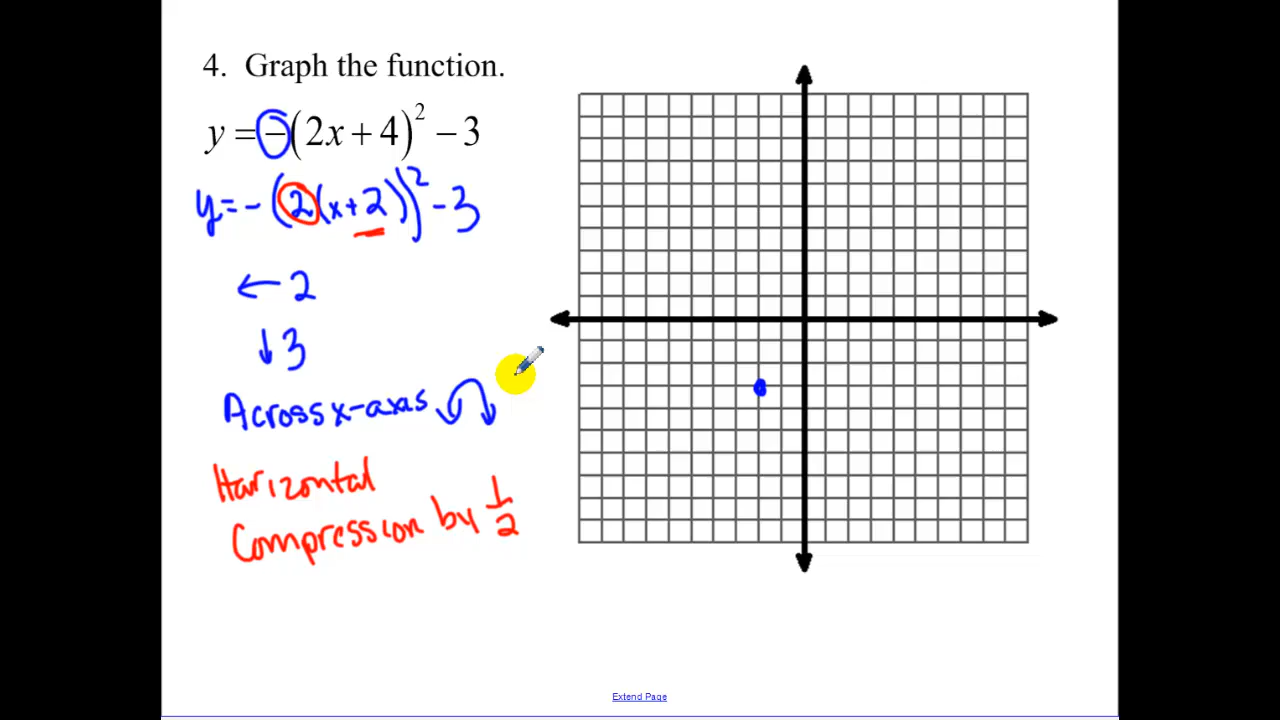 4. Graph the function.
y = −(2x + 4)² − 3
y = -(2(x+2))² - 3
← 2
↓ 3
Across x-axis
Horizontal
Compression by 1/2
Extend Page